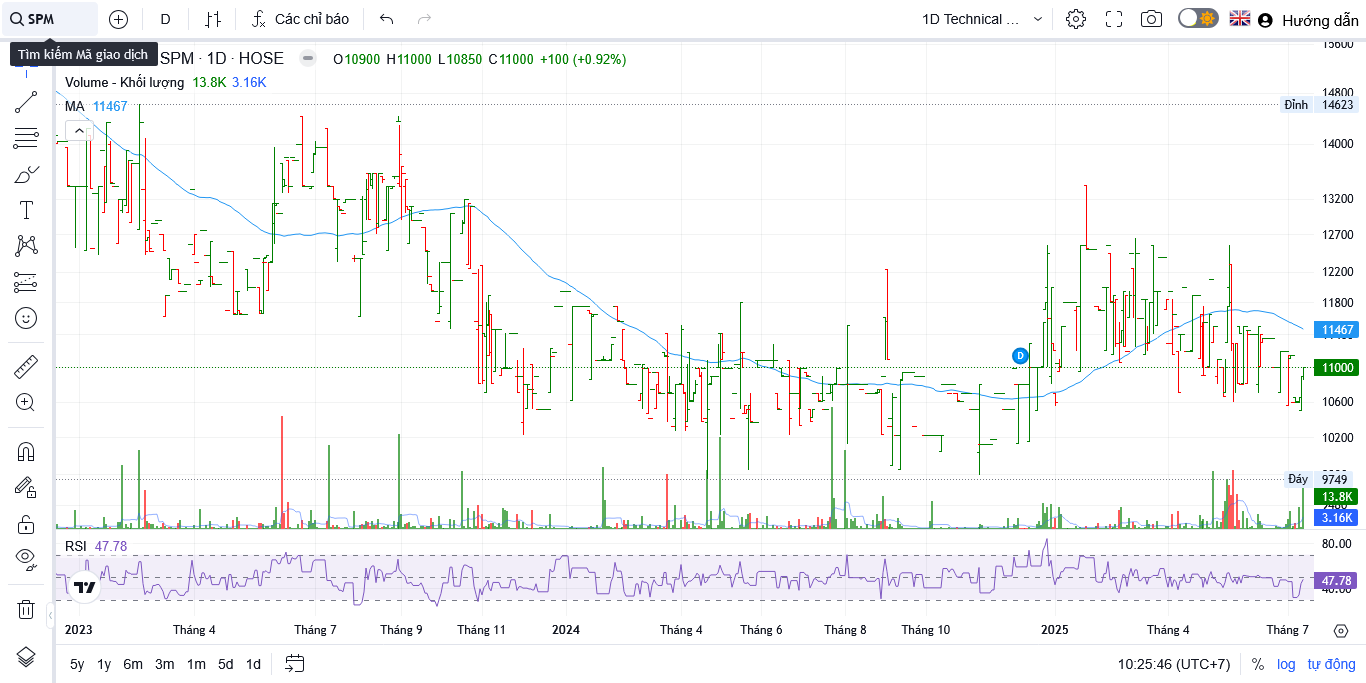 SPM
D
Các chỉ báo
1D Technical ...
Hướng dẫn
Tìm kiếm Mã giao dịch
SPM · 1D · HOSE
O10900 H11000 L10850 C11000 +100 (+0.92%)
Volume - Khối lượng 13.8K 3.16K
MA 11467
15600
14800
Đỉnh 14623
14000
13200
12700
12200
11800
11467
D
11000
10600
10200
Đáy 9749
13.8K
3.16K
RSI 47.78
80.00
47.78
40.00
2023 Tháng 4 Tháng 7 Tháng 9 Tháng 11 2024 Tháng 4 Tháng 6 Tháng 8 Tháng 10 2025 Tháng 4 Tháng 7
5y 1y 6m 3m 1m 5d 1d
10:25:46 (UTC+7) % log tự động